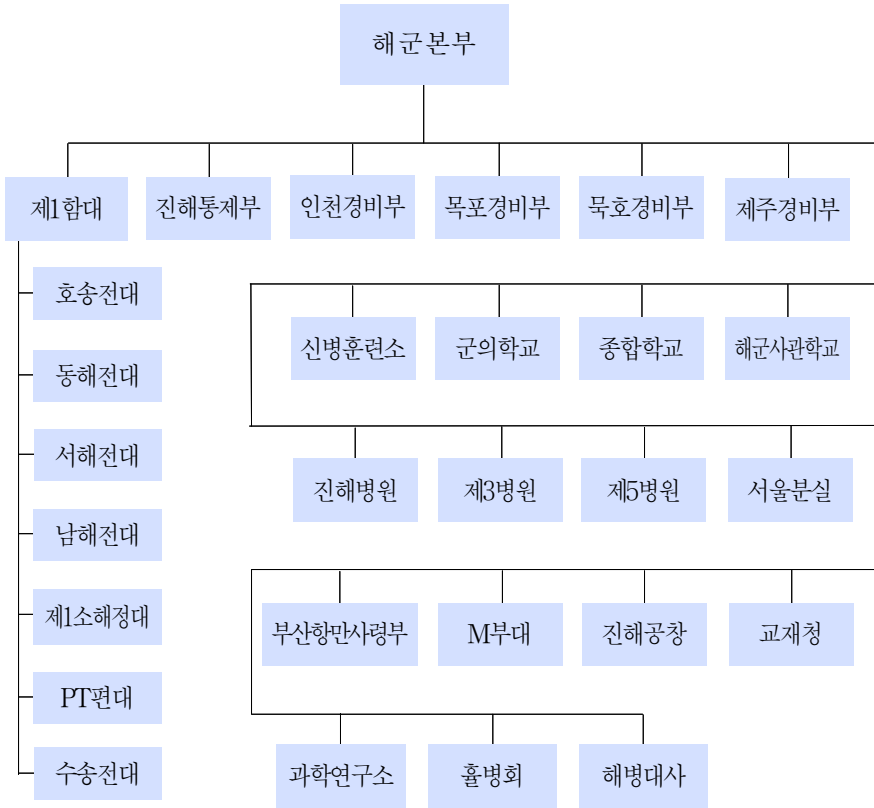 해군본부
제1함대
진해통제부
인천경비부
목포경비부
묵호경비부
제주경비부
호송전대
동해전대
서해전대
남해전대
제1소해정대
PT편대
수송전대
신병훈련소
군의학교
종합학교
해군사관학교
진해병원
제3병원
제5병원
서울분실
부산항만사령부
M부대
진해공창
교재청
과학연구소
휼병회
해병대사